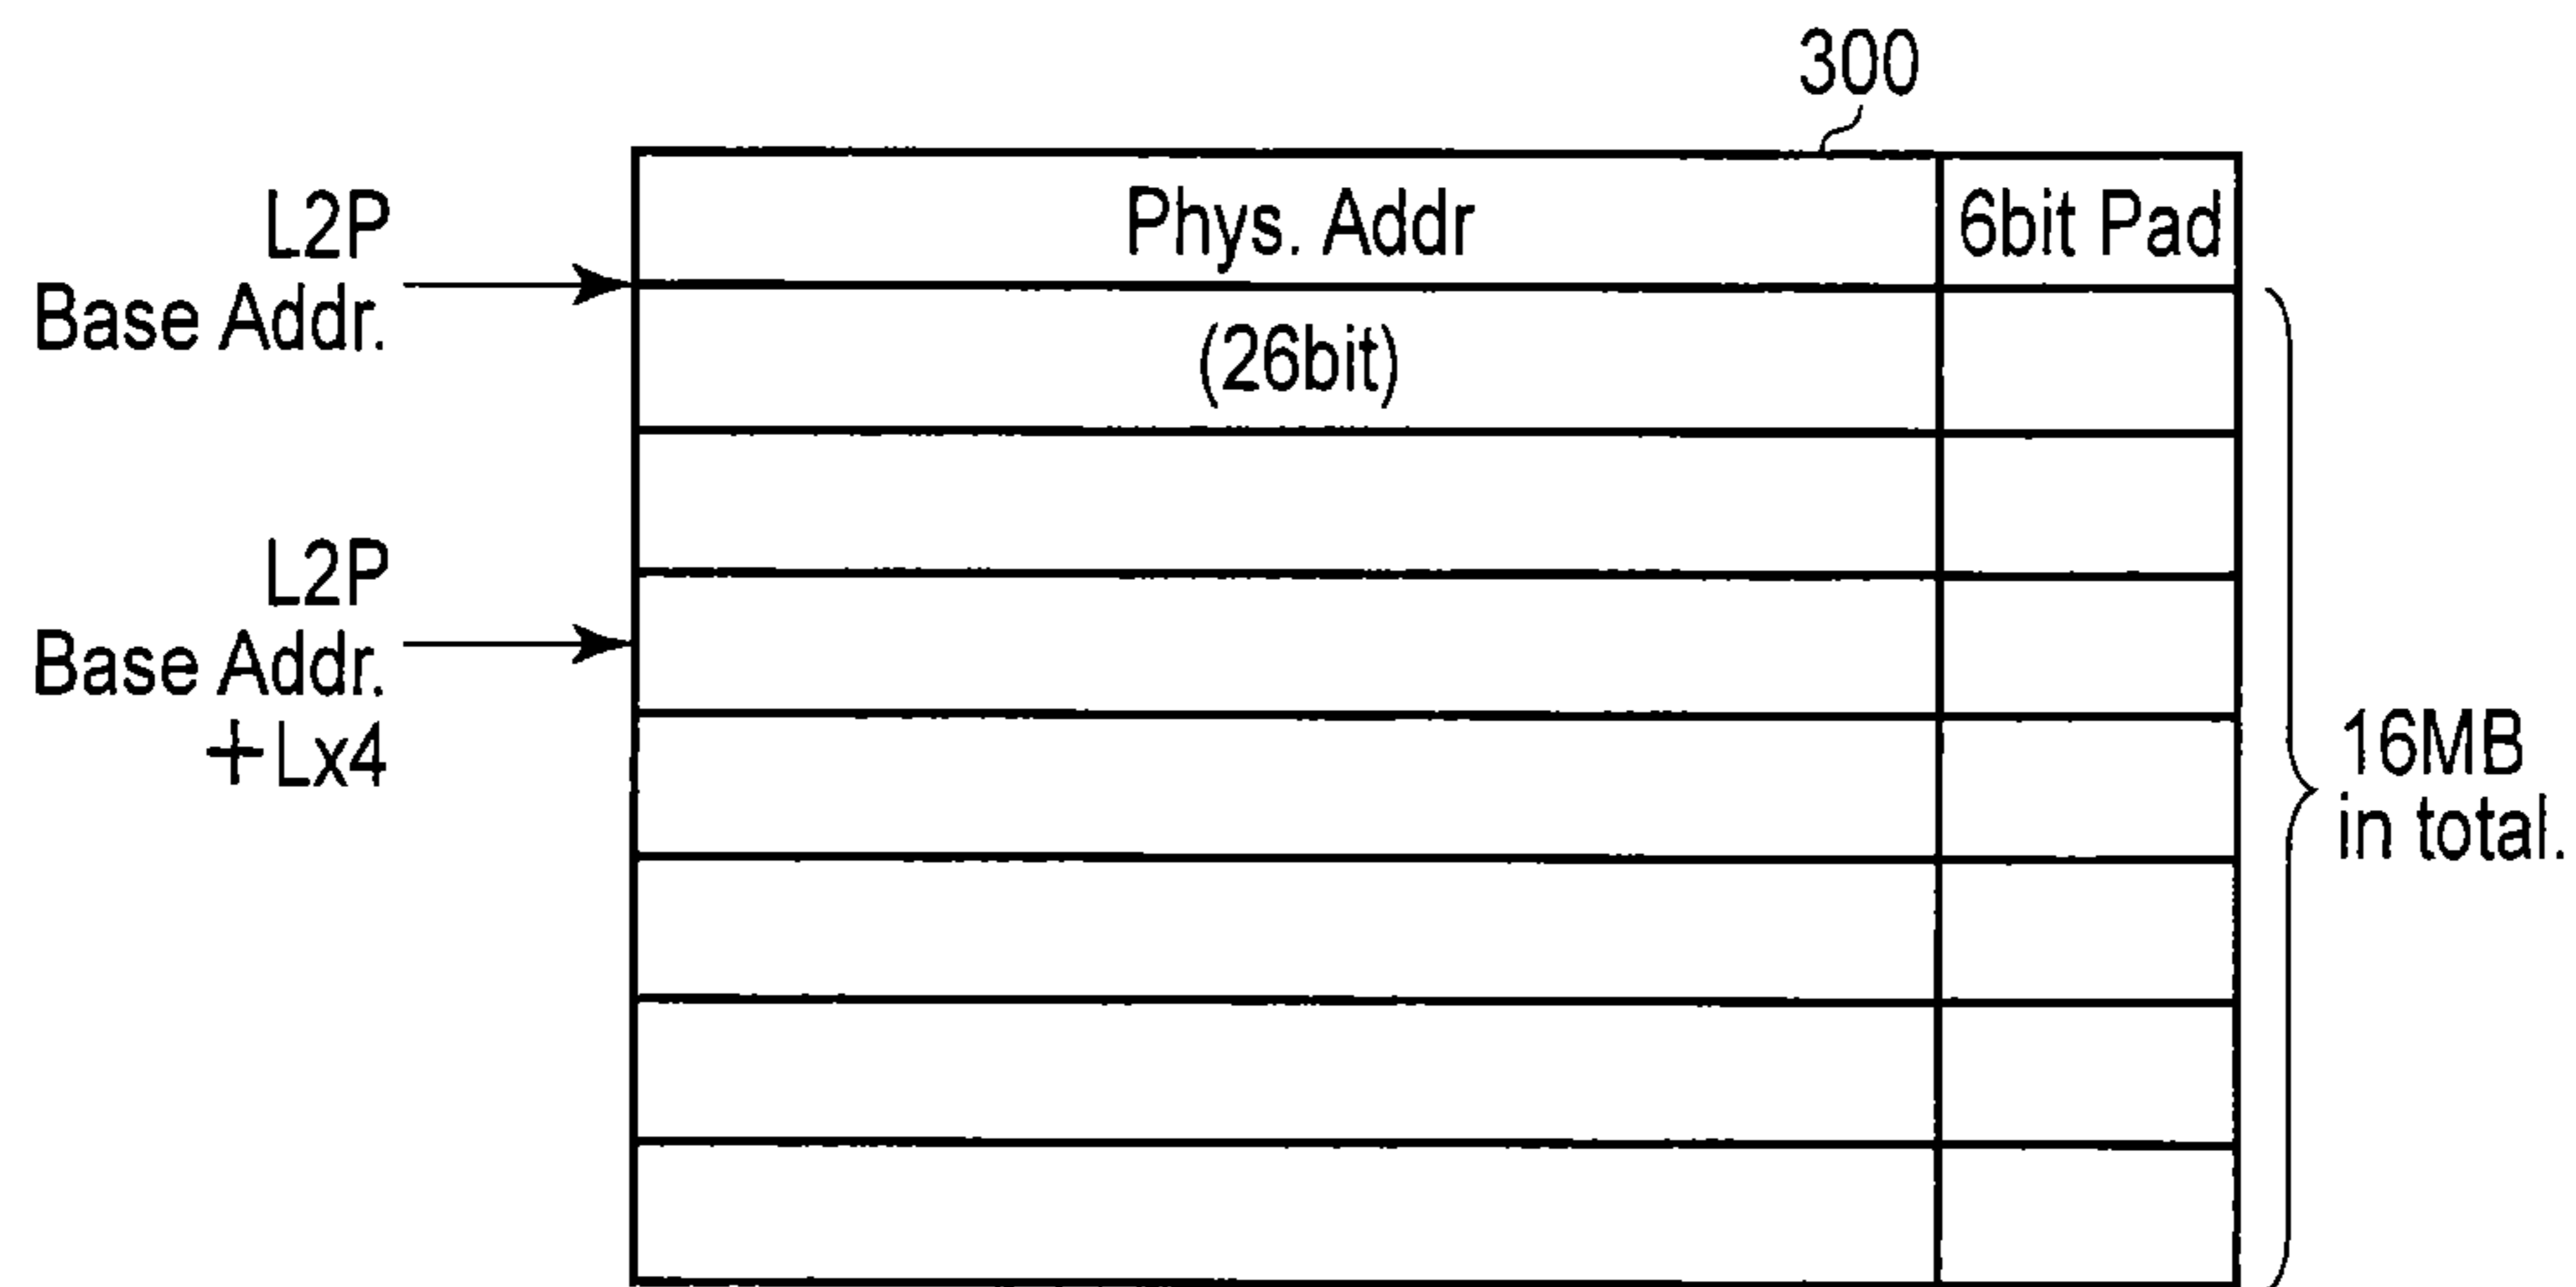 300
L2P
Base Addr.
Phys. Addr
6bit Pad
(26bit)
L2P
Base Addr.
+Lx4
16MB
in total.